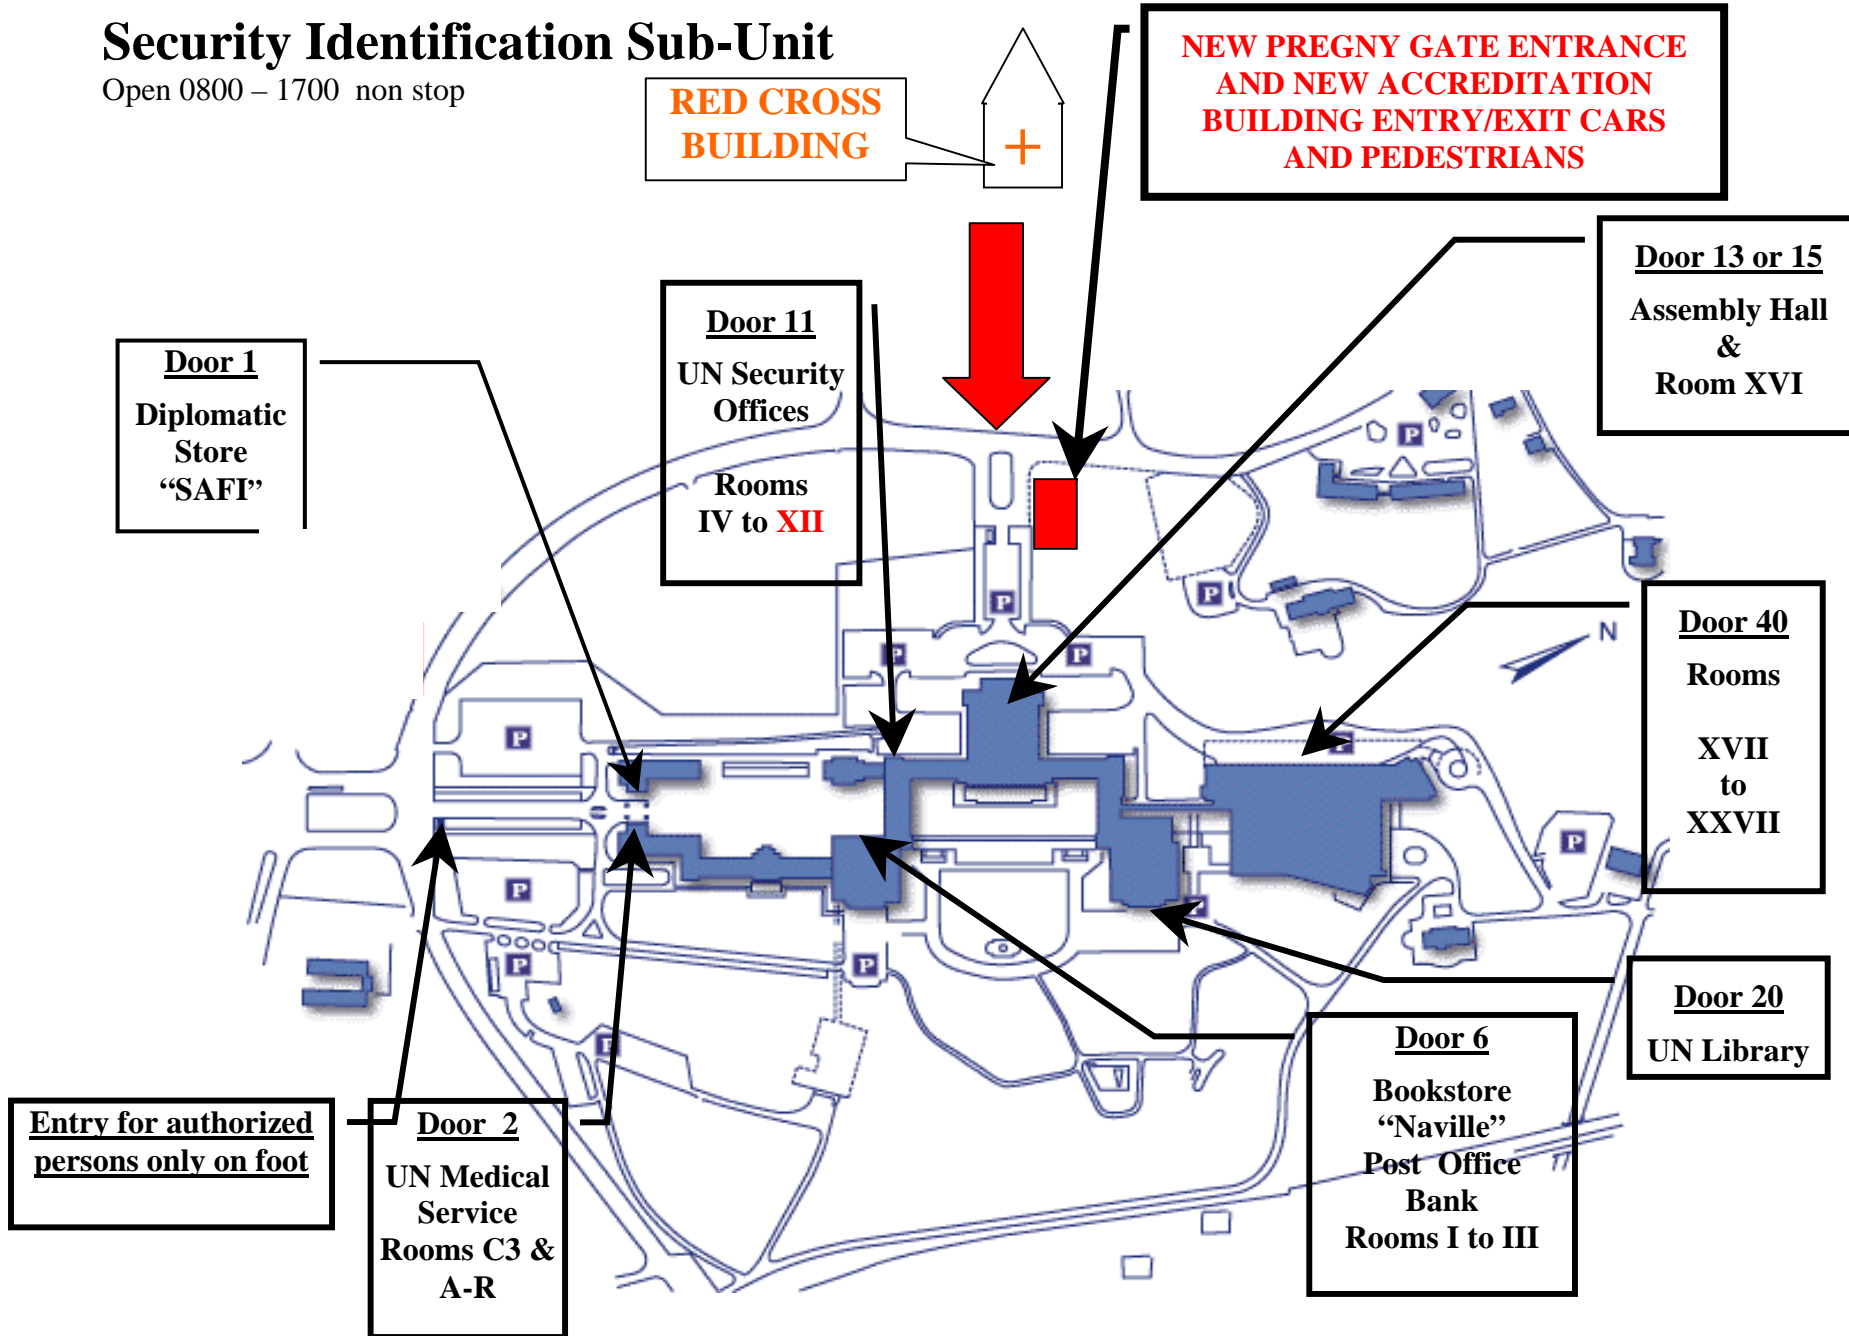 Security Identification Sub-Unit
Open 0800 – 1700 non stop
RED CROSS
BUILDING
+
NEW PREGNY GATE ENTRANCE
AND NEW ACCREDITATION
BUILDING ENTRY/EXIT CARS
AND PEDESTRIANS
Door 13 or 15
Assembly Hall
&
Room XVI
Door 11
UN Security
Offices
Rooms
IV to XII
Door 1
Diplomatic
Store
“SAFI”
Door 40
Rooms
XVII
to
XXVII
N
P
P
P
P
P
P
P
P
P
P
P
P
P
Door 20
UN Library
Door 6
Bookstore
“Naville”
Post Office
Bank
Rooms I to III
Entry for authorized
persons only on foot
Door 2
UN Medical
Service
Rooms C3 &
A-R